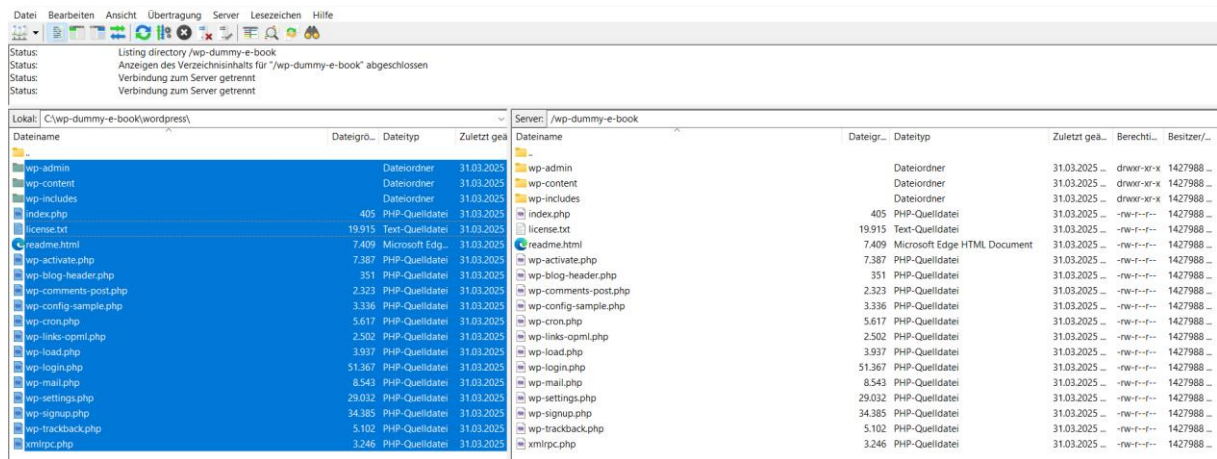 Datei Bearbeiten Ansicht Übertragung Server Lesezeichen Hilfe
Status: Listing directory /wp-dummy-e-book
Status: Anzeigen des Verzeichnisinhalts für "/wp-dummy-e-book" abgeschlossen
Status: Verbindung zum Server getrennt
Status: Verbindung zum Server getrennt
Lokal: C:\wp-dummy-e-book\wordpress\ Server: /wp-dummy-e-book
Dateiname Dateigrö... Dateityp Zuletzt geä Dateiname Dateigr... Dateityp Zuletzt geä... Berechti... Besitzer/...
.. ..
wp-admin Dateiordner 31.03.2025 wp-admin Dateiordner 31.03.2025 ... drwxr-xr-x 1427988 ...
wp-content Dateiordner 31.03.2025 wp-content Dateiordner 31.03.2025 ... drwxr-xr-x 1427988 ...
wp-includes Dateiordner 31.03.2025 wp-includes Dateiordner 31.03.2025 ... drwxr-xr-x 1427988 ...
index.php 405 PHP-Quelldatei 31.03.2025 index.php 405 PHP-Quelldatei 31.03.2025 ... -rw-r--r-- 1427988 ...
license.txt 19.915 Text-Quelldatei 31.03.2025 license.txt 19.915 Text-Quelldatei 31.03.2025 ... -rw-r--r-- 1427988 ...
readme.html 7.409 Microsoft Edg... 31.03.2025 readme.html 7.409 Microsoft Edge HTML Document 31.03.2025 ... -rw-r--r-- 1427988 ...
wp-activate.php 7.387 PHP-Quelldatei 31.03.2025 wp-activate.php 7.387 PHP-Quelldatei 31.03.2025 ... -rw-r--r-- 1427988 ...
wp-blog-header.php 351 PHP-Quelldatei 31.03.2025 wp-blog-header.php 351 PHP-Quelldatei 31.03.2025 ... -rw-r--r-- 1427988 ...
wp-comments-post.php 2.323 PHP-Quelldatei 31.03.2025 wp-comments-post.php 2.323 PHP-Quelldatei 31.03.2025 ... -rw-r--r-- 1427988 ...
wp-config-sample.php 3.336 PHP-Quelldatei 31.03.2025 wp-config-sample.php 3.336 PHP-Quelldatei 31.03.2025 ... -rw-r--r-- 1427988 ...
wp-cron.php 5.617 PHP-Quelldatei 31.03.2025 wp-cron.php 5.617 PHP-Quelldatei 31.03.2025 ... -rw-r--r-- 1427988 ...
wp-links-opml.php 2.502 PHP-Quelldatei 31.03.2025 wp-links-opml.php 2.502 PHP-Quelldatei 31.03.2025 ... -rw-r--r-- 1427988 ...
wp-load.php 3.937 PHP-Quelldatei 31.03.2025 wp-load.php 3.937 PHP-Quelldatei 31.03.2025 ... -rw-r--r-- 1427988 ...
wp-login.php 51.367 PHP-Quelldatei 31.03.2025 wp-login.php 51.367 PHP-Quelldatei 31.03.2025 ... -rw-r--r-- 1427988 ...
wp-mail.php 8.543 PHP-Quelldatei 31.03.2025 wp-mail.php 8.543 PHP-Quelldatei 31.03.2025 ... -rw-r--r-- 1427988 ...
wp-settings.php 29.032 PHP-Quelldatei 31.03.2025 wp-settings.php 29.032 PHP-Quelldatei 31.03.2025 ... -rw-r--r-- 1427988 ...
wp-signup.php 34.385 PHP-Quelldatei 31.03.2025 wp-signup.php 34.385 PHP-Quelldatei 31.03.2025 ... -rw-r--r-- 1427988 ...
wp-trackback.php 5.102 PHP-Quelldatei 31.03.2025 wp-trackback.php 5.102 PHP-Quelldatei 31.03.2025 ... -rw-r--r-- 1427988 ...
xmlrpc.php 3.246 PHP-Quelldatei 31.03.2025 xmlrpc.php 3.246 PHP-Quelldatei 31.03.2025 ... -rw-r--r-- 1427988 ...